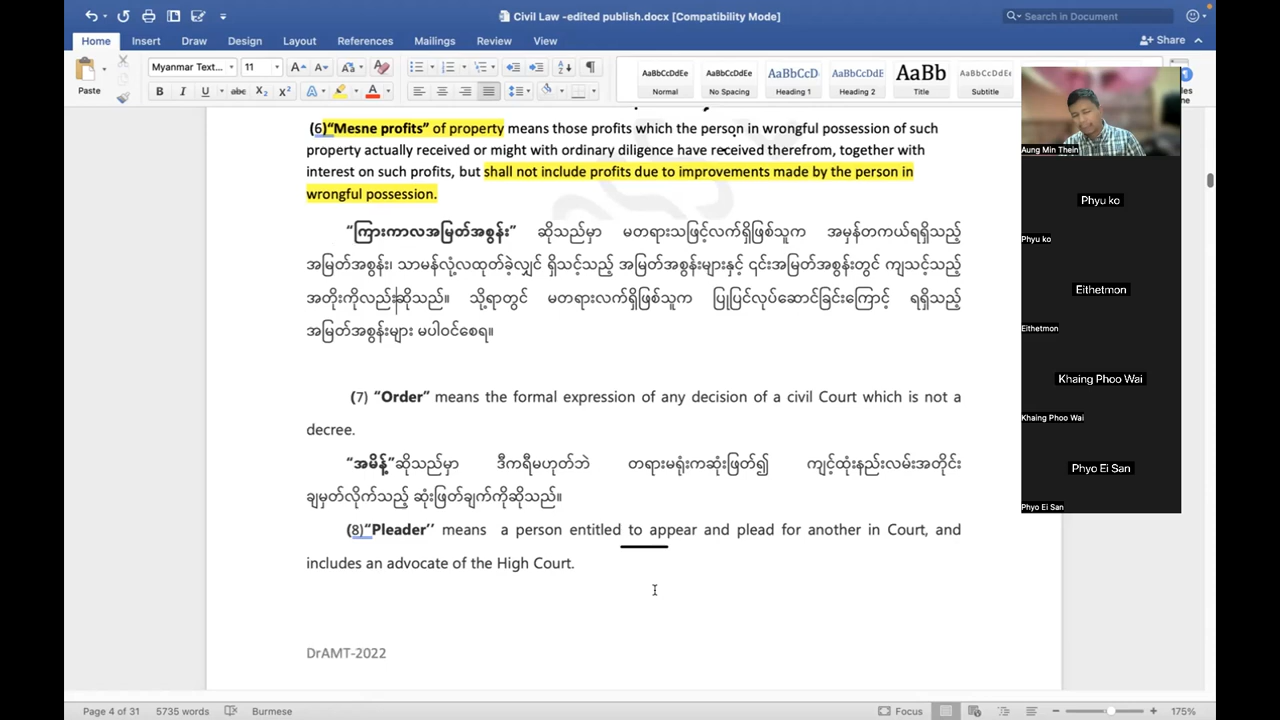 Civil Law -edited publish.docx [Compatibility Mode]
Search in Document
Home Insert Draw Design Layout References Mailings Review View
Share
Paste
Myanmar Text... 11
AaBbCcDdEe AaBbCcDdEe AaBbCcD AaBbCcDdEe AaBb AaBbCcDdEe
Normal No Spacing Heading 1 Heading 2 Title Subtitle
(6)“Mesne profits” of property means those profits which the person in wrongful possession of such
property actually received or might with ordinary diligence have received therefrom, together with
interest on such profits, but shall not include profits due to improvements made by the person in
wrongful possession.
“ကြားကာလအမြတ်အစွန်း” ဆိုသည်မှာ မတရားသဖြင့်လက်ရှိဖြစ်သူက အမှန်တကယ်ရရှိသည့်
အမြတ်အစွန်း၊ သာမန်လုံ့လထုတ်ခဲ့လျှင် ရှိသင့်သည့် အမြတ်အစွန်းများနှင့် ၎င်းအမြတ်အစွန်းတွင် ကျသင့်သည့်
အတိုးကိုလည်းဆိုသည်။ သို့ရာတွင် မတရားလက်ရှိဖြစ်သူက ပြုပြင်လုပ်ဆောင်ခြင်းကြောင့် ရရှိသည့်
အမြတ်အစွန်းများ မပါဝင်စေရ။
(7) “Order” means the formal expression of any decision of a civil Court which is not a
decree.
“အမိန့်”ဆိုသည်မှာ ဒီကရီမဟုတ်ဘဲ တရားမရုံးကဆုံးဖြတ်၍ ကျင့်ထုံးနည်းလမ်းအတိုင်း
ချမှတ်လိုက်သည့် ဆုံးဖြတ်ချက်ကိုဆိုသည်။
(8)“Pleader’’ means a person entitled to appear and plead for another in Court, and
includes an advocate of the High Court.
DrAMT-2022
Aung Min Thein
Phyu ko
Phyu ko
Eithetmon
Eithetmon
Khaing Phoo Wai
Khaing Phoo Wai
Phyo Ei San
Phyo Ei San
Page 4 of 31 5735 words Burmese Focus 175%